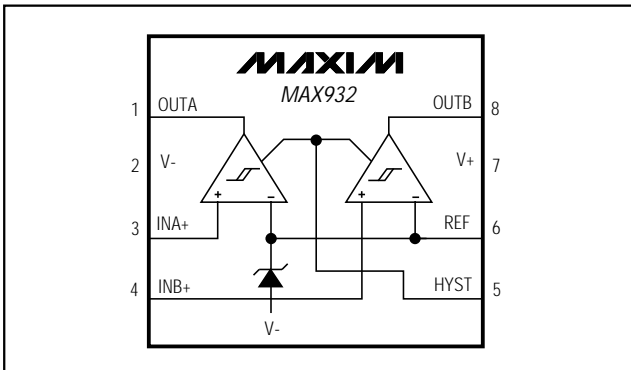 MAXIM
MAX932
1 OUTA
OUTB 8
2 V-
V+ 7
+ -
+ -
3 INA+
REF 6
4 INB+
HYST 5
V-